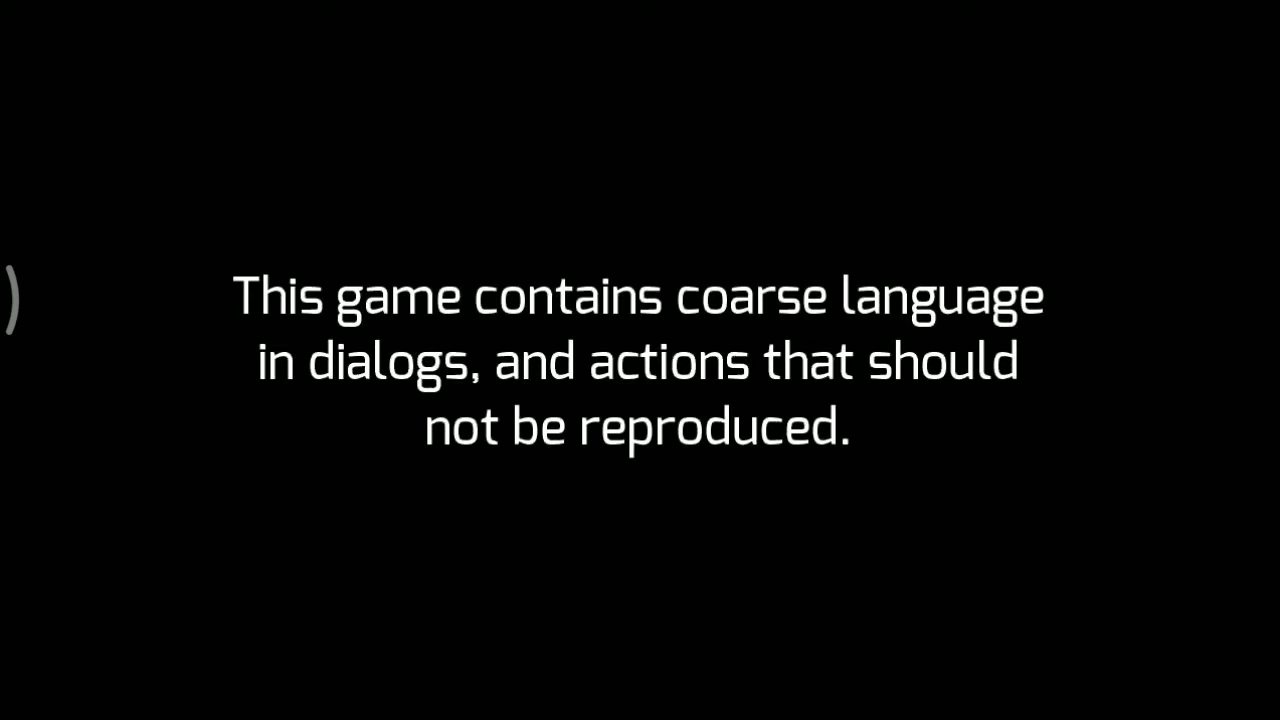 This game contains coarse language
in dialogs, and actions that should
not be reproduced.